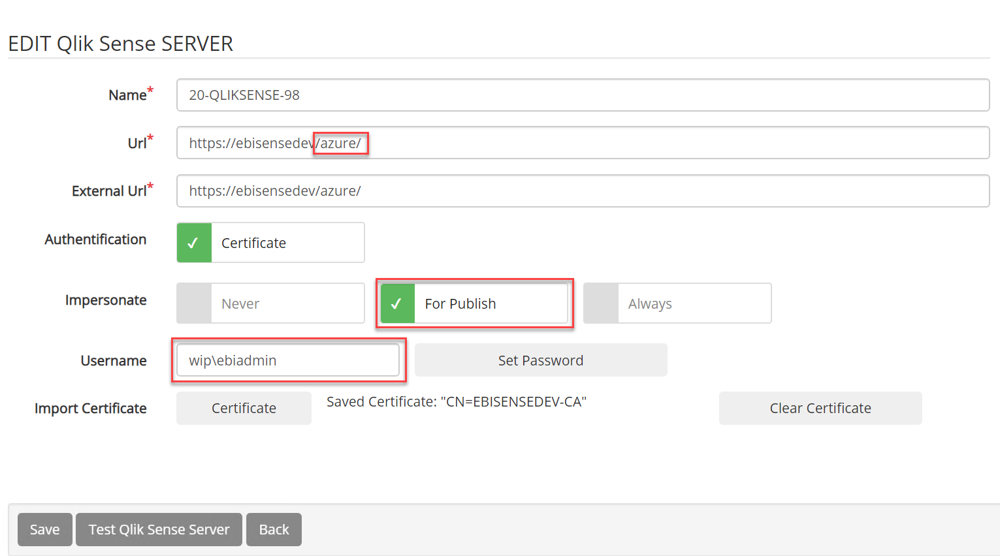 EDIT Qlik Sense SERVER
Name* 20-QLIKSENSE-98
Url* https://ebisensedev/azure/
External Url* https://ebisensedev/azure/
Authentification ✓ Certificate
Impersonate Never ✓ For Publish Always
Username wip\ebiadmin Set Password
Import Certificate Certificate Saved Certificate: "CN=EBISENSEDEV-CA" Clear Certificate
Save Test Qlik Sense Server Back